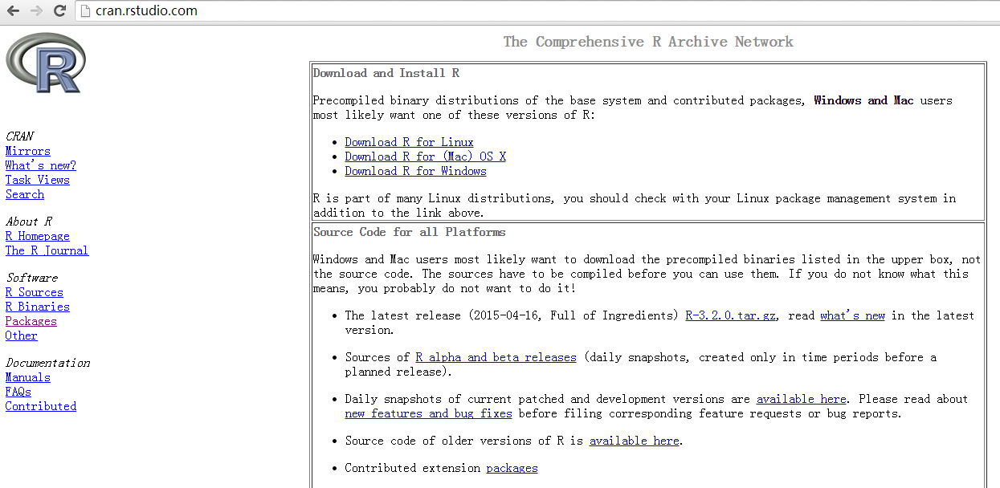 cran.rstudio.com
R
CRAN
Mirrors
What's new?
Task Views
Search
About R
R Homepage
The R Journal
Software
R Sources
R Binaries
Packages
Other
Documentation
Manuals
FAQs
Contributed
The Comprehensive R Archive Network
Download and Install R
Precompiled binary distributions of the base system and contributed packages, Windows and Mac users
most likely want one of these versions of R:
Download R for Linux
Download R for (Mac) OS X
Download R for Windows
R is part of many Linux distributions, you should check with your Linux package management system in
addition to the link above.
Source Code for all Platforms
Windows and Mac users most likely want to download the precompiled binaries listed in the upper box, not
the source code. The sources have to be compiled before you can use them. If you do not know what this
means, you probably do not want to do it!
The latest release (2015-04-16, Full of Ingredients) R-3.2.0.tar.gz, read what's new in the latest
version.
Sources of R alpha and beta releases (daily snapshots, created only in time periods before a
planned release).
Daily snapshots of current patched and development versions are available here. Please read about
new features and bug fixes before filing corresponding feature requests or bug reports.
Source code of older versions of R is available here.
Contributed extension packages